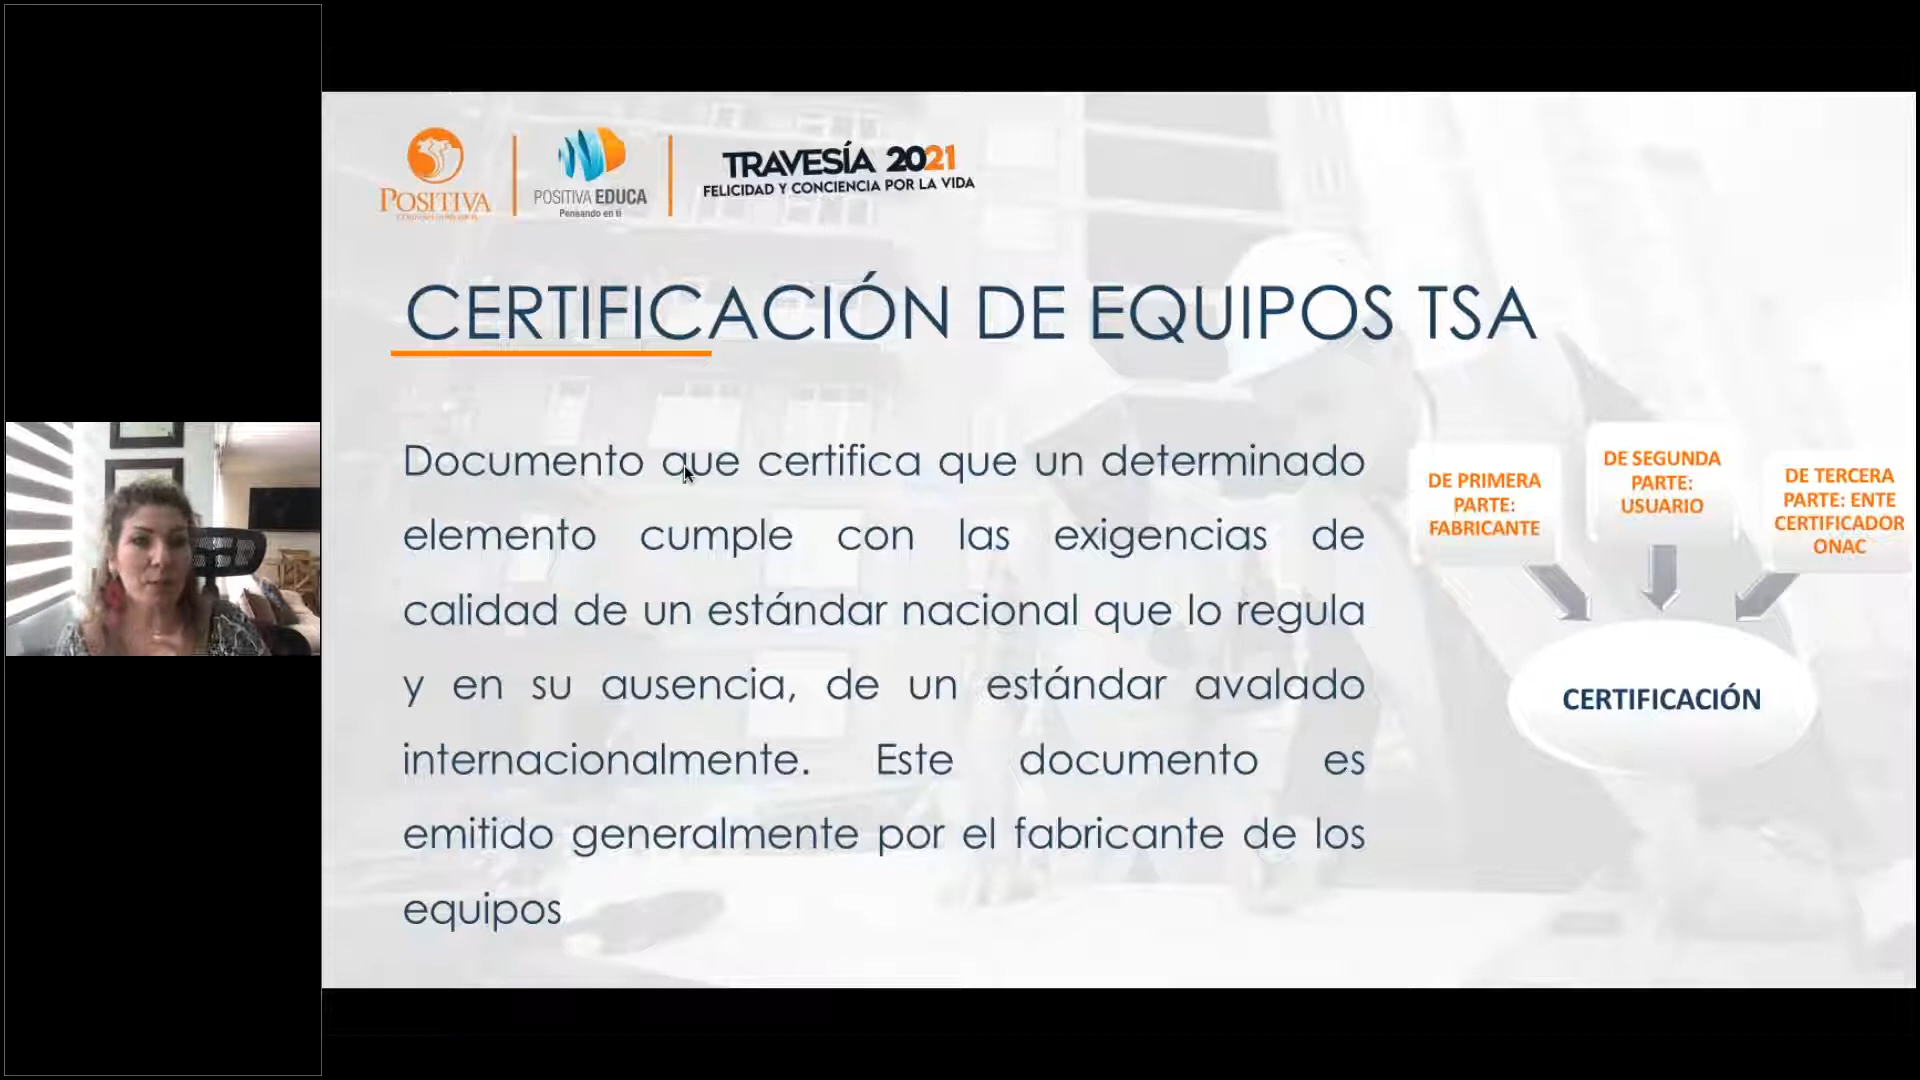 POSITIVA
POSITIVA EDUCA
Pensando en ti
TRAVESÍA 2021
FELICIDAD Y CONCIENCIA POR LA VIDA
CERTIFICACIÓN DE EQUIPOS TSA
Documento que certifica que un determinado
elemento cumple con las exigencias de
calidad de un estándar nacional que lo regula
y en su ausencia, de un estándar avalado
internacionalmente. Este documento es
emitido generalmente por el fabricante de los
equipos
DE PRIMERA
PARTE:
FABRICANTE
DE SEGUNDA
PARTE:
USUARIO
DE TERCERA
PARTE: ENTE
CERTIFICADOR
ONAC
CERTIFICACIÓN